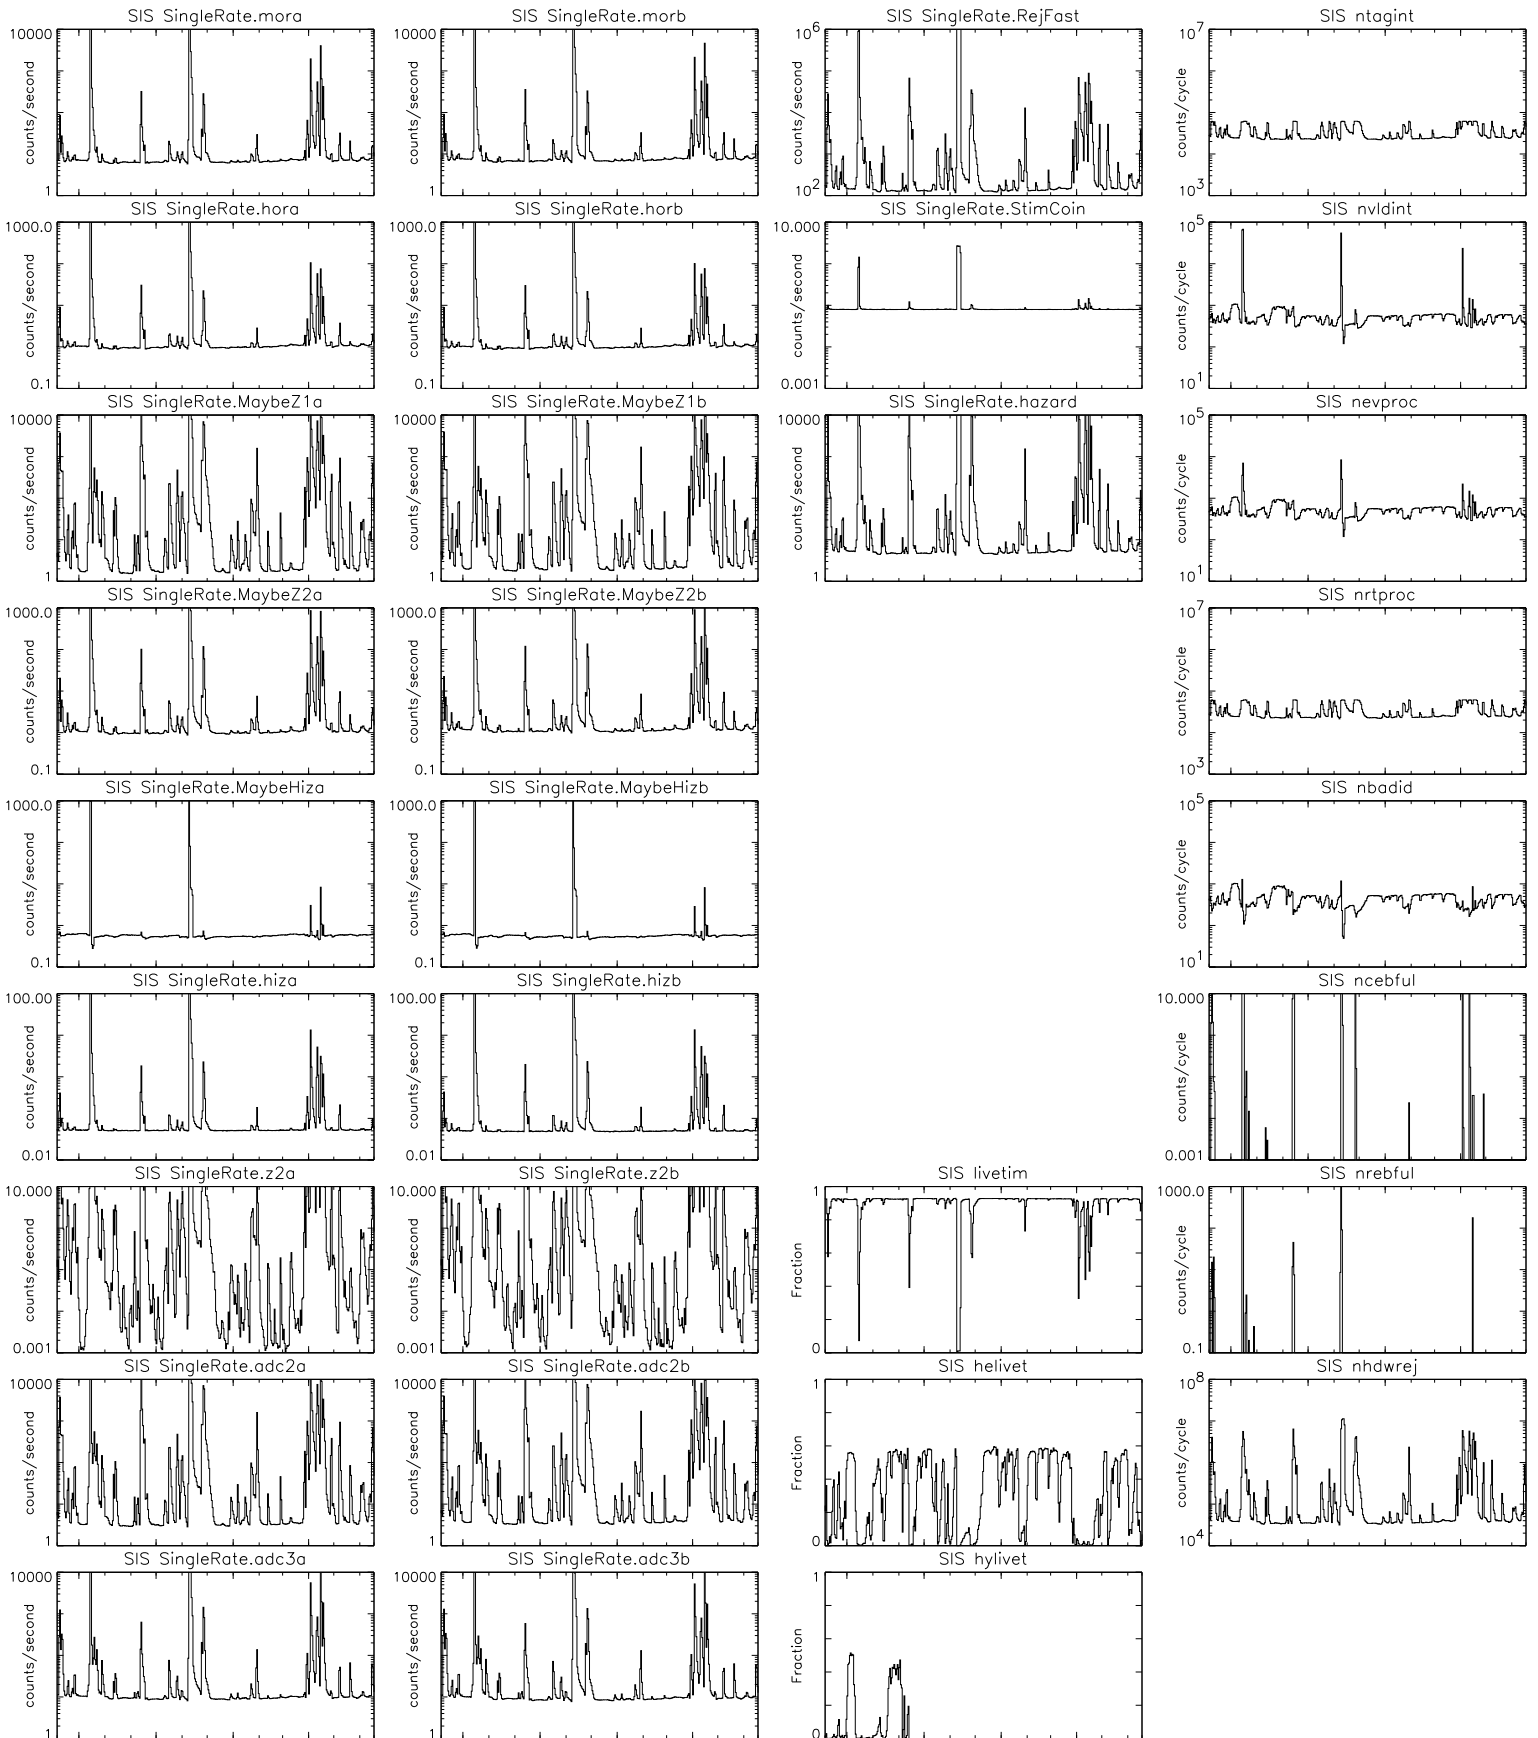 SIS SingleRate.mora
10000
counts/second
1
SIS SingleRate.morb
10000
counts/second
1
SIS SingleRate.RejFast
10^6
counts/second
10^2
SIS ntagint
10^7
counts/cycle
10^3
SIS SingleRate.hora
1000.0
counts/second
0.1
SIS SingleRate.horb
1000.0
counts/second
0.1
SIS SingleRate.StimCoin
10.000
counts/second
0.001
SIS nvldint
10^5
counts/cycle
10^1
SIS SingleRate.MaybeZ1a
10000
counts/second
1
SIS SingleRate.MaybeZ1b
10000
counts/second
1
SIS SingleRate.hazard
10000
counts/second
1
SIS nevproc
10^5
counts/cycle
10^1
SIS SingleRate.MaybeZ2a
1000.0
counts/second
0.1
SIS SingleRate.MaybeZ2b
1000.0
counts/second
0.1
SIS nrtproc
10^7
counts/cycle
10^3
SIS SingleRate.MaybeHiza
1000.0
counts/second
0.1
SIS SingleRate.MaybeHizb
1000.0
counts/second
0.1
SIS nbadid
10^5
counts/cycle
10^1
SIS SingleRate.hiza
100.00
counts/second
0.01
SIS SingleRate.hizb
100.00
counts/second
0.01
SIS ncebful
10.000
counts/cycle
0.001
SIS SingleRate.z2a
10.000
counts/second
0.001
SIS SingleRate.z2b
10.000
counts/second
0.001
SIS livetim
1
Fraction
0
SIS nrebful
1000.0
counts/cycle
0.1
SIS SingleRate.adc2a
10000
counts/second
1
SIS SingleRate.adc2b
10000
counts/second
1
SIS helivet
1
Fraction
0
SIS nhdwrej
10^8
counts/cycle
10^4
SIS SingleRate.adc3a
10000
counts/second
1
SIS SingleRate.adc3b
10000
counts/second
1
SIS hylivet
1
Fraction
0